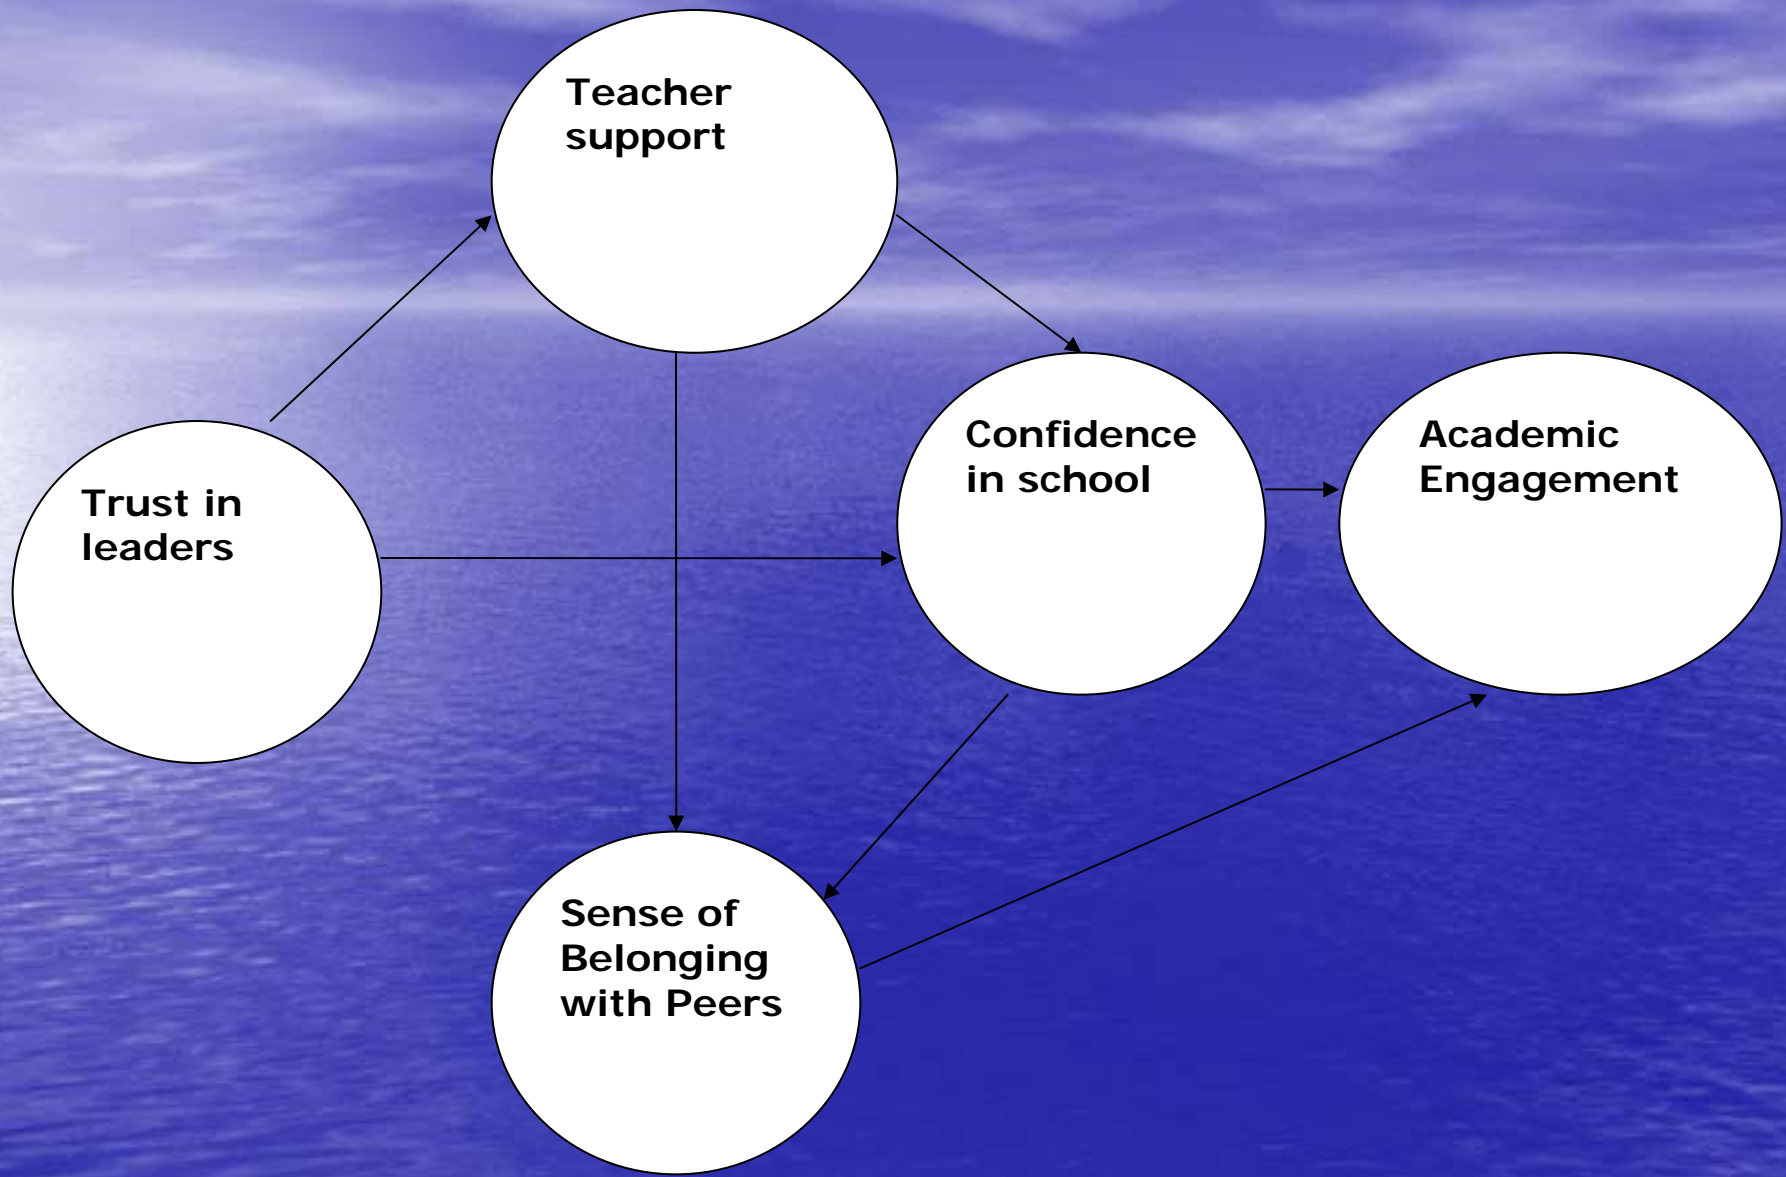 Teacher
support
Trust in
leaders
Confidence
in school
Academic
Engagement
Sense of
Belonging
with Peers